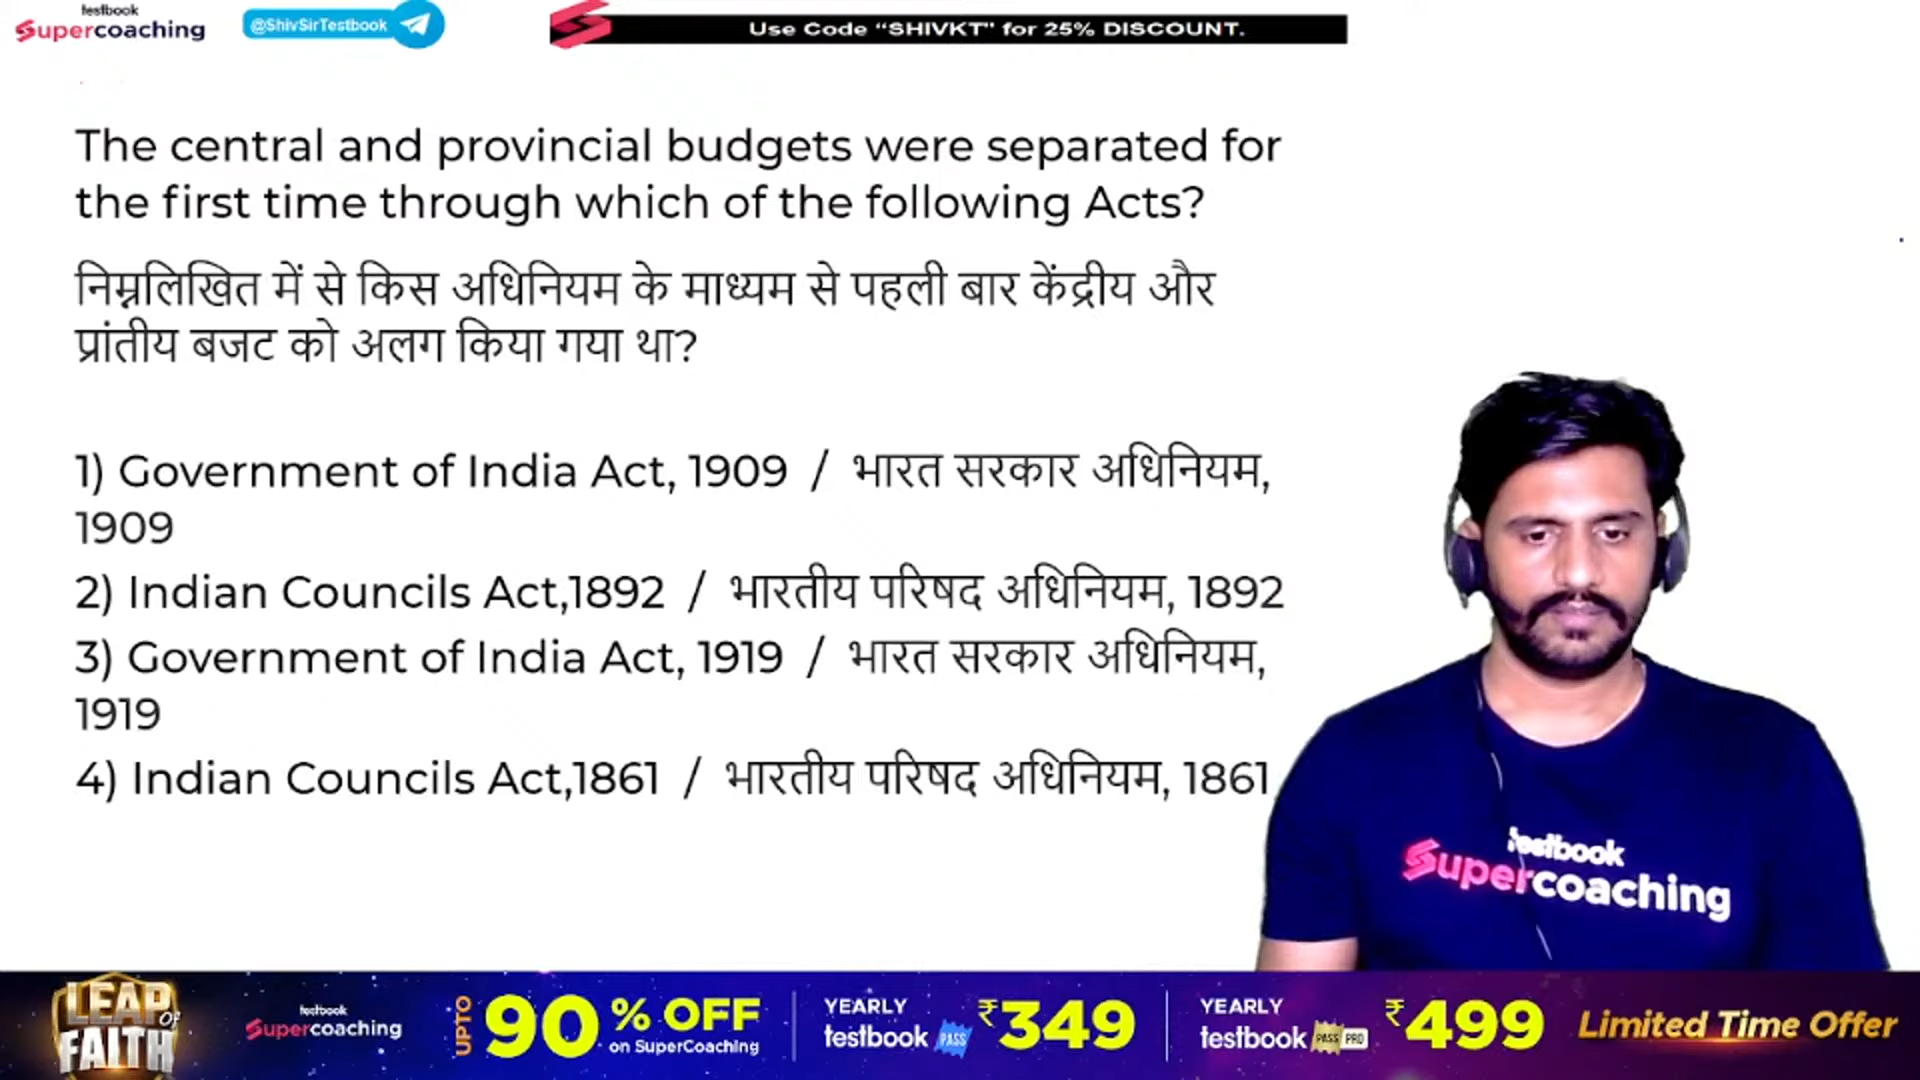 testbook
Supercoaching
@ShivSirTestbook
Use Code “SHIVKT” for 25% DISCOUNT.
The central and provincial budgets were separated for
the first time through which of the following Acts?
निम्नलिखित में से किस अधिनियम के माध्यम से पहली बार केंद्रीय और
प्रांतीय बजट को अलग किया गया था?
1) Government of India Act, 1909 / भारत सरकार अधिनियम,
1909
2) Indian Councils Act,1892 / भारतीय परिषद अधिनियम, 1892
3) Government of India Act, 1919 / भारत सरकार अधिनियम,
1919
4) Indian Councils Act,1861 / भारतीय परिषद अधिनियम, 1861
testbook
Supercoaching
LEAP OF
FAITH
testbook
Supercoaching
UPTO
90% OFF
on SuperCoaching
YEARLY
testbook PASS
₹349
YEARLY
testbook PASS PRO
₹499
Limited Time Offer